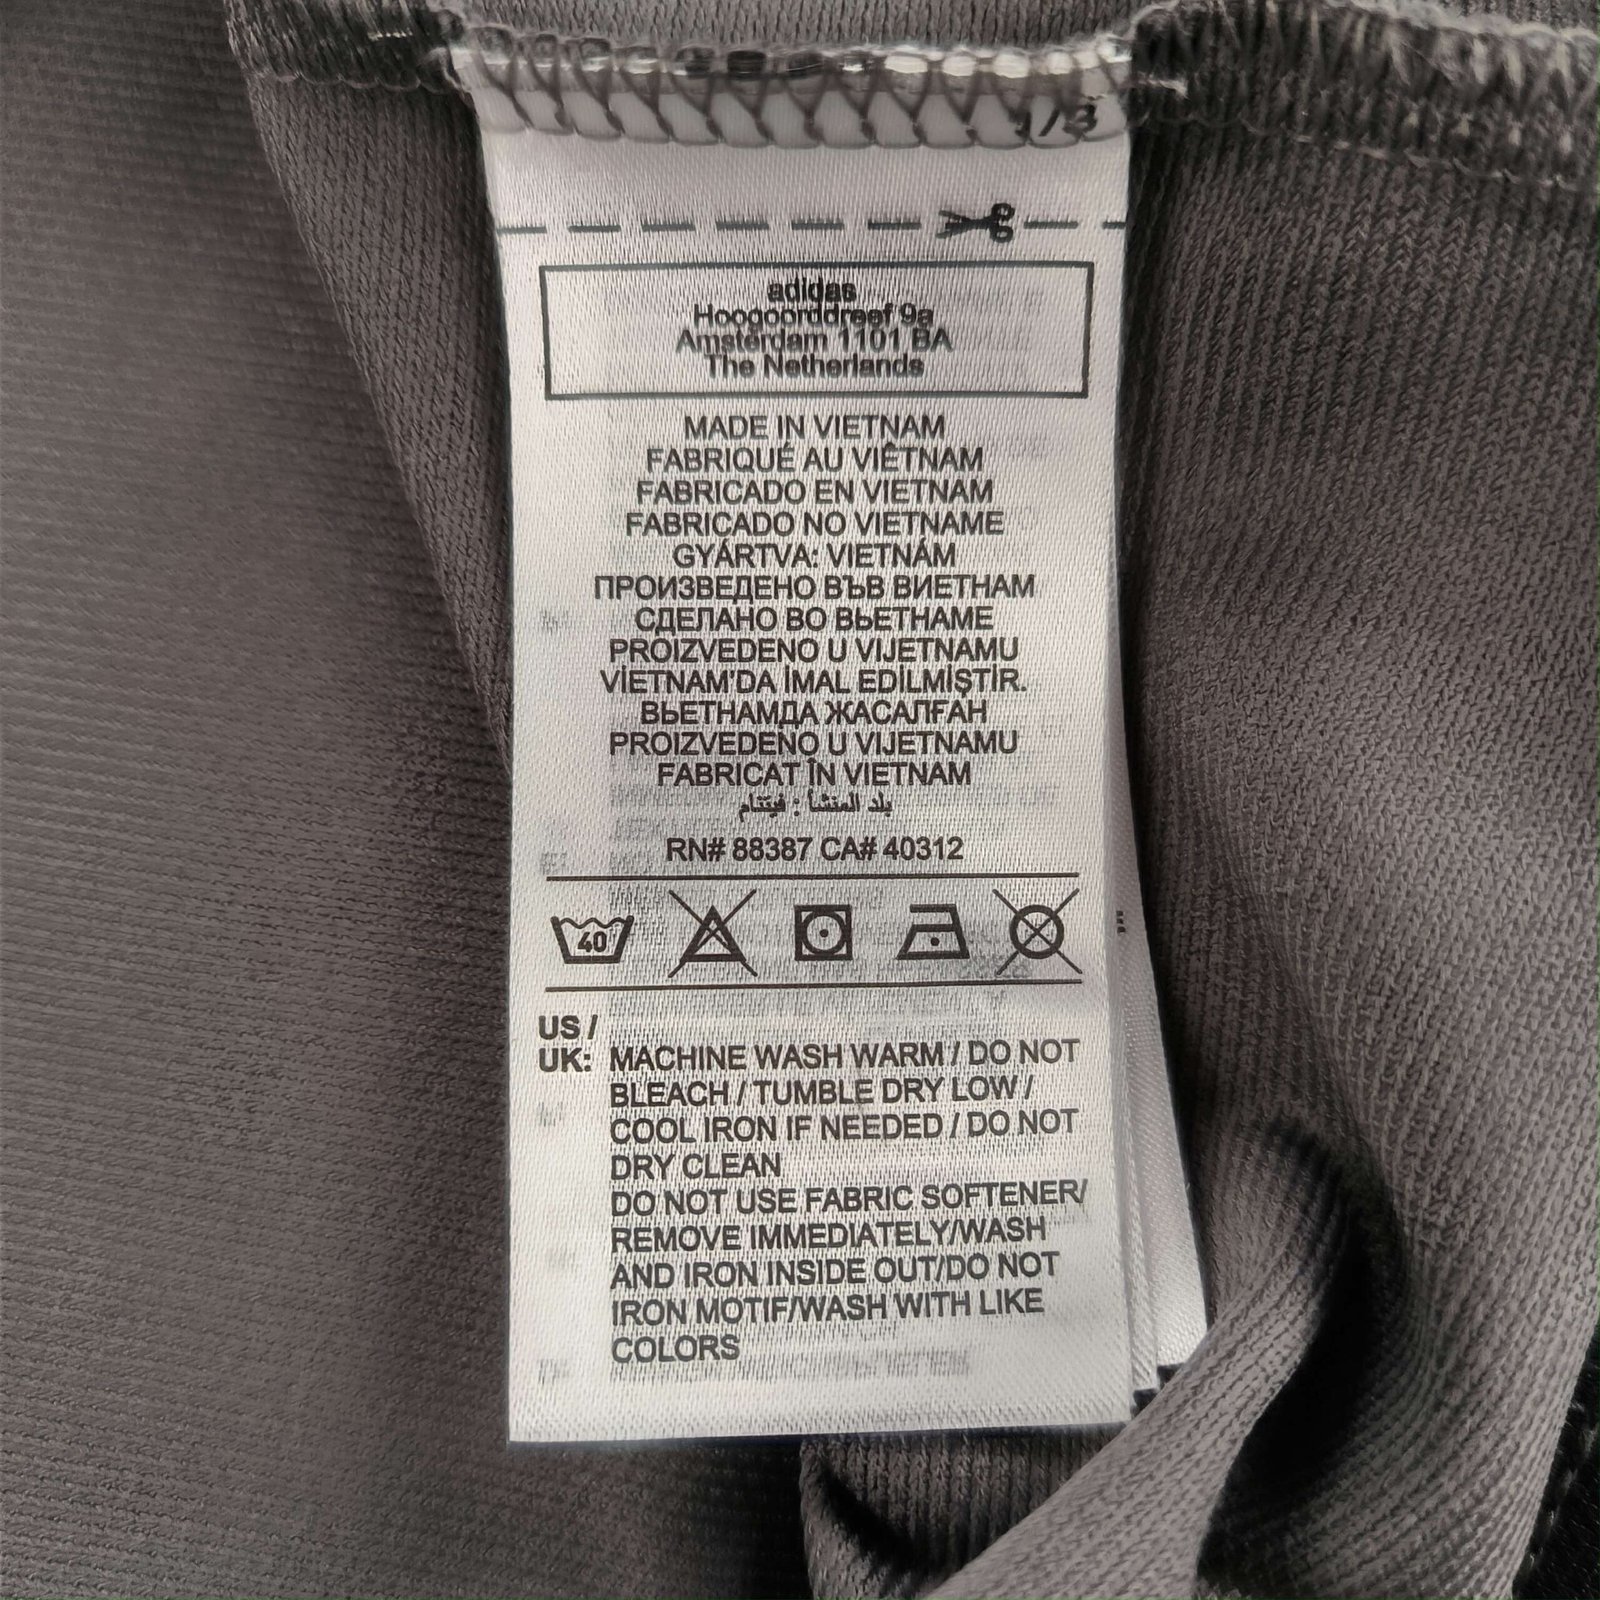 1/3
adidas
Hoogoorddreef 9a
Amsterdam 1101 BA
The Netherlands
MADE IN VIETNAM
FABRIQUÉ AU VIÊTNAM
FABRICADO EN VIETNAM
FABRICADO NO VIETNAME
GYÁRTVA: VIETNÁM
ПРОИЗВЕДЕНО ВЪВ ВИЕТНАМ
СДЕЛАНО ВО ВЬЕТНАМЕ
PROIZVEDENO U VIJETNAMU
VİETNAM'DA İMAL EDİLMİŞTİR.
ВЬЕТНАМДА ЖАСАЛҒАН
PROIZVEDENO U VIJETNAMU
FABRICAT ÎN VIETNAM
بلد المنشأ : فيتنام
RN# 88387 CA# 40312
40
US /
UK: MACHINE WASH WARM / DO NOT
BLEACH / TUMBLE DRY LOW /
COOL IRON IF NEEDED / DO NOT
DRY CLEAN
DO NOT USE FABRIC SOFTENER/
REMOVE IMMEDIATELY/WASH
AND IRON INSIDE OUT/DO NOT
IRON MOTIF/WASH WITH LIKE
COLORS